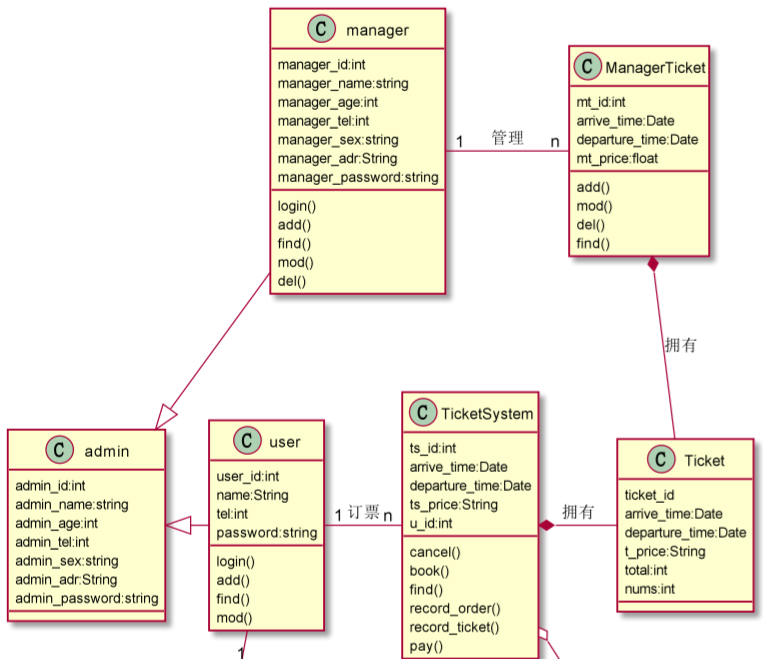 C manager
manager_id:int
manager_name:string
manager_age:int
manager_tel:int
manager_sex:string
manager_adr:String
manager_password:string
login()
add()
find()
mod()
del()
1 管理 n
C ManagerTicket
mt_id:int
arrive_time:Date
departure_time:Date
mt_price:float
add()
mod()
del()
find()
拥有
C admin
admin_id:int
admin_name:string
admin_age:int
admin_tel:int
admin_sex:string
admin_adr:String
admin_password:string
C user
user_id:int
name:String
tel:int
password:string
login()
add()
find()
mod()
1
1 订票 n
C TicketSystem
ts_id:int
arrive_time:Date
departure_time:Date
ts_price:String
u_id:int
cancel()
book()
find()
record_order()
record_ticket()
pay()
拥有
C Ticket
ticket_id
arrive_time:Date
departure_time:Date
t_price:String
total:int
nums:int